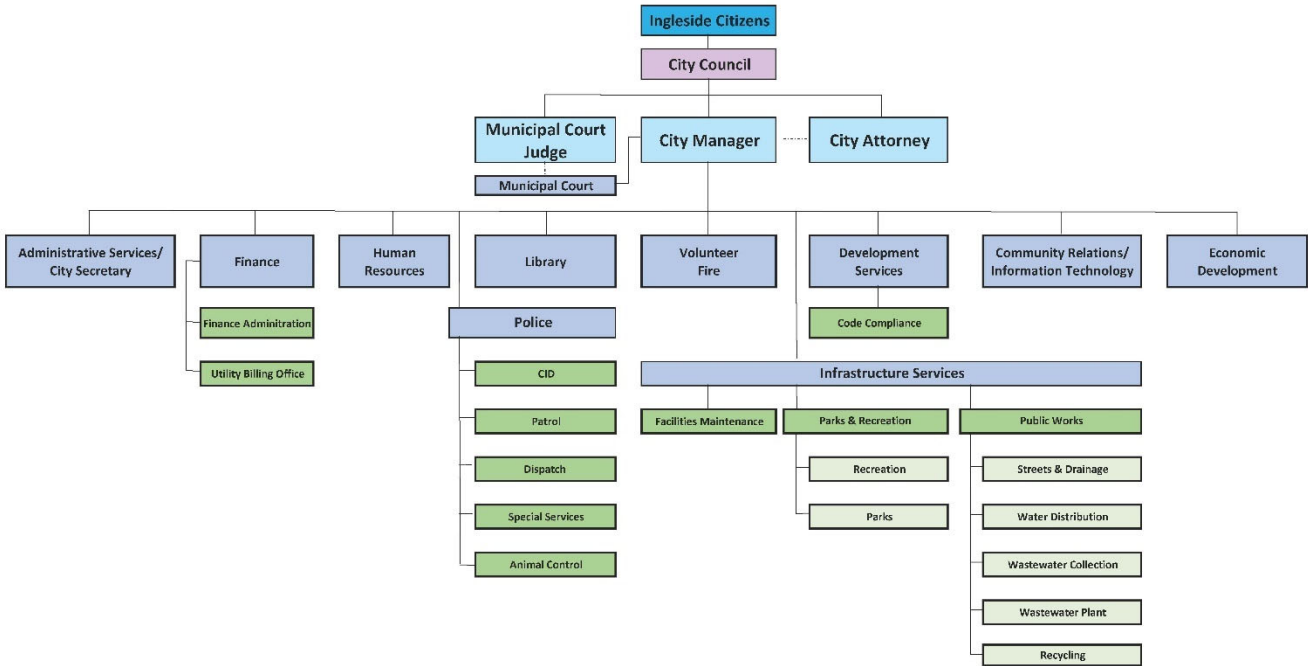 Ingleside Citizens
City Council
Municipal Court
Judge
City Manager
City Attorney
Municipal Court
Administrative Services/
City Secretary
Finance
Human
Resources
Library
Volunteer
Fire
Development
Services
Community Relations/
Information Technology
Economic
Development
Finance Adminitration
Police
Code Compliance
Utility Billing Office
CID
Infrastructure Services
Patrol
Facilities Maintenance
Parks & Recreation
Public Works
Dispatch
Recreation
Streets & Drainage
Special Services
Parks
Water Distribution
Animal Control
Wastewater Collection
Wastewater Plant
Recycling